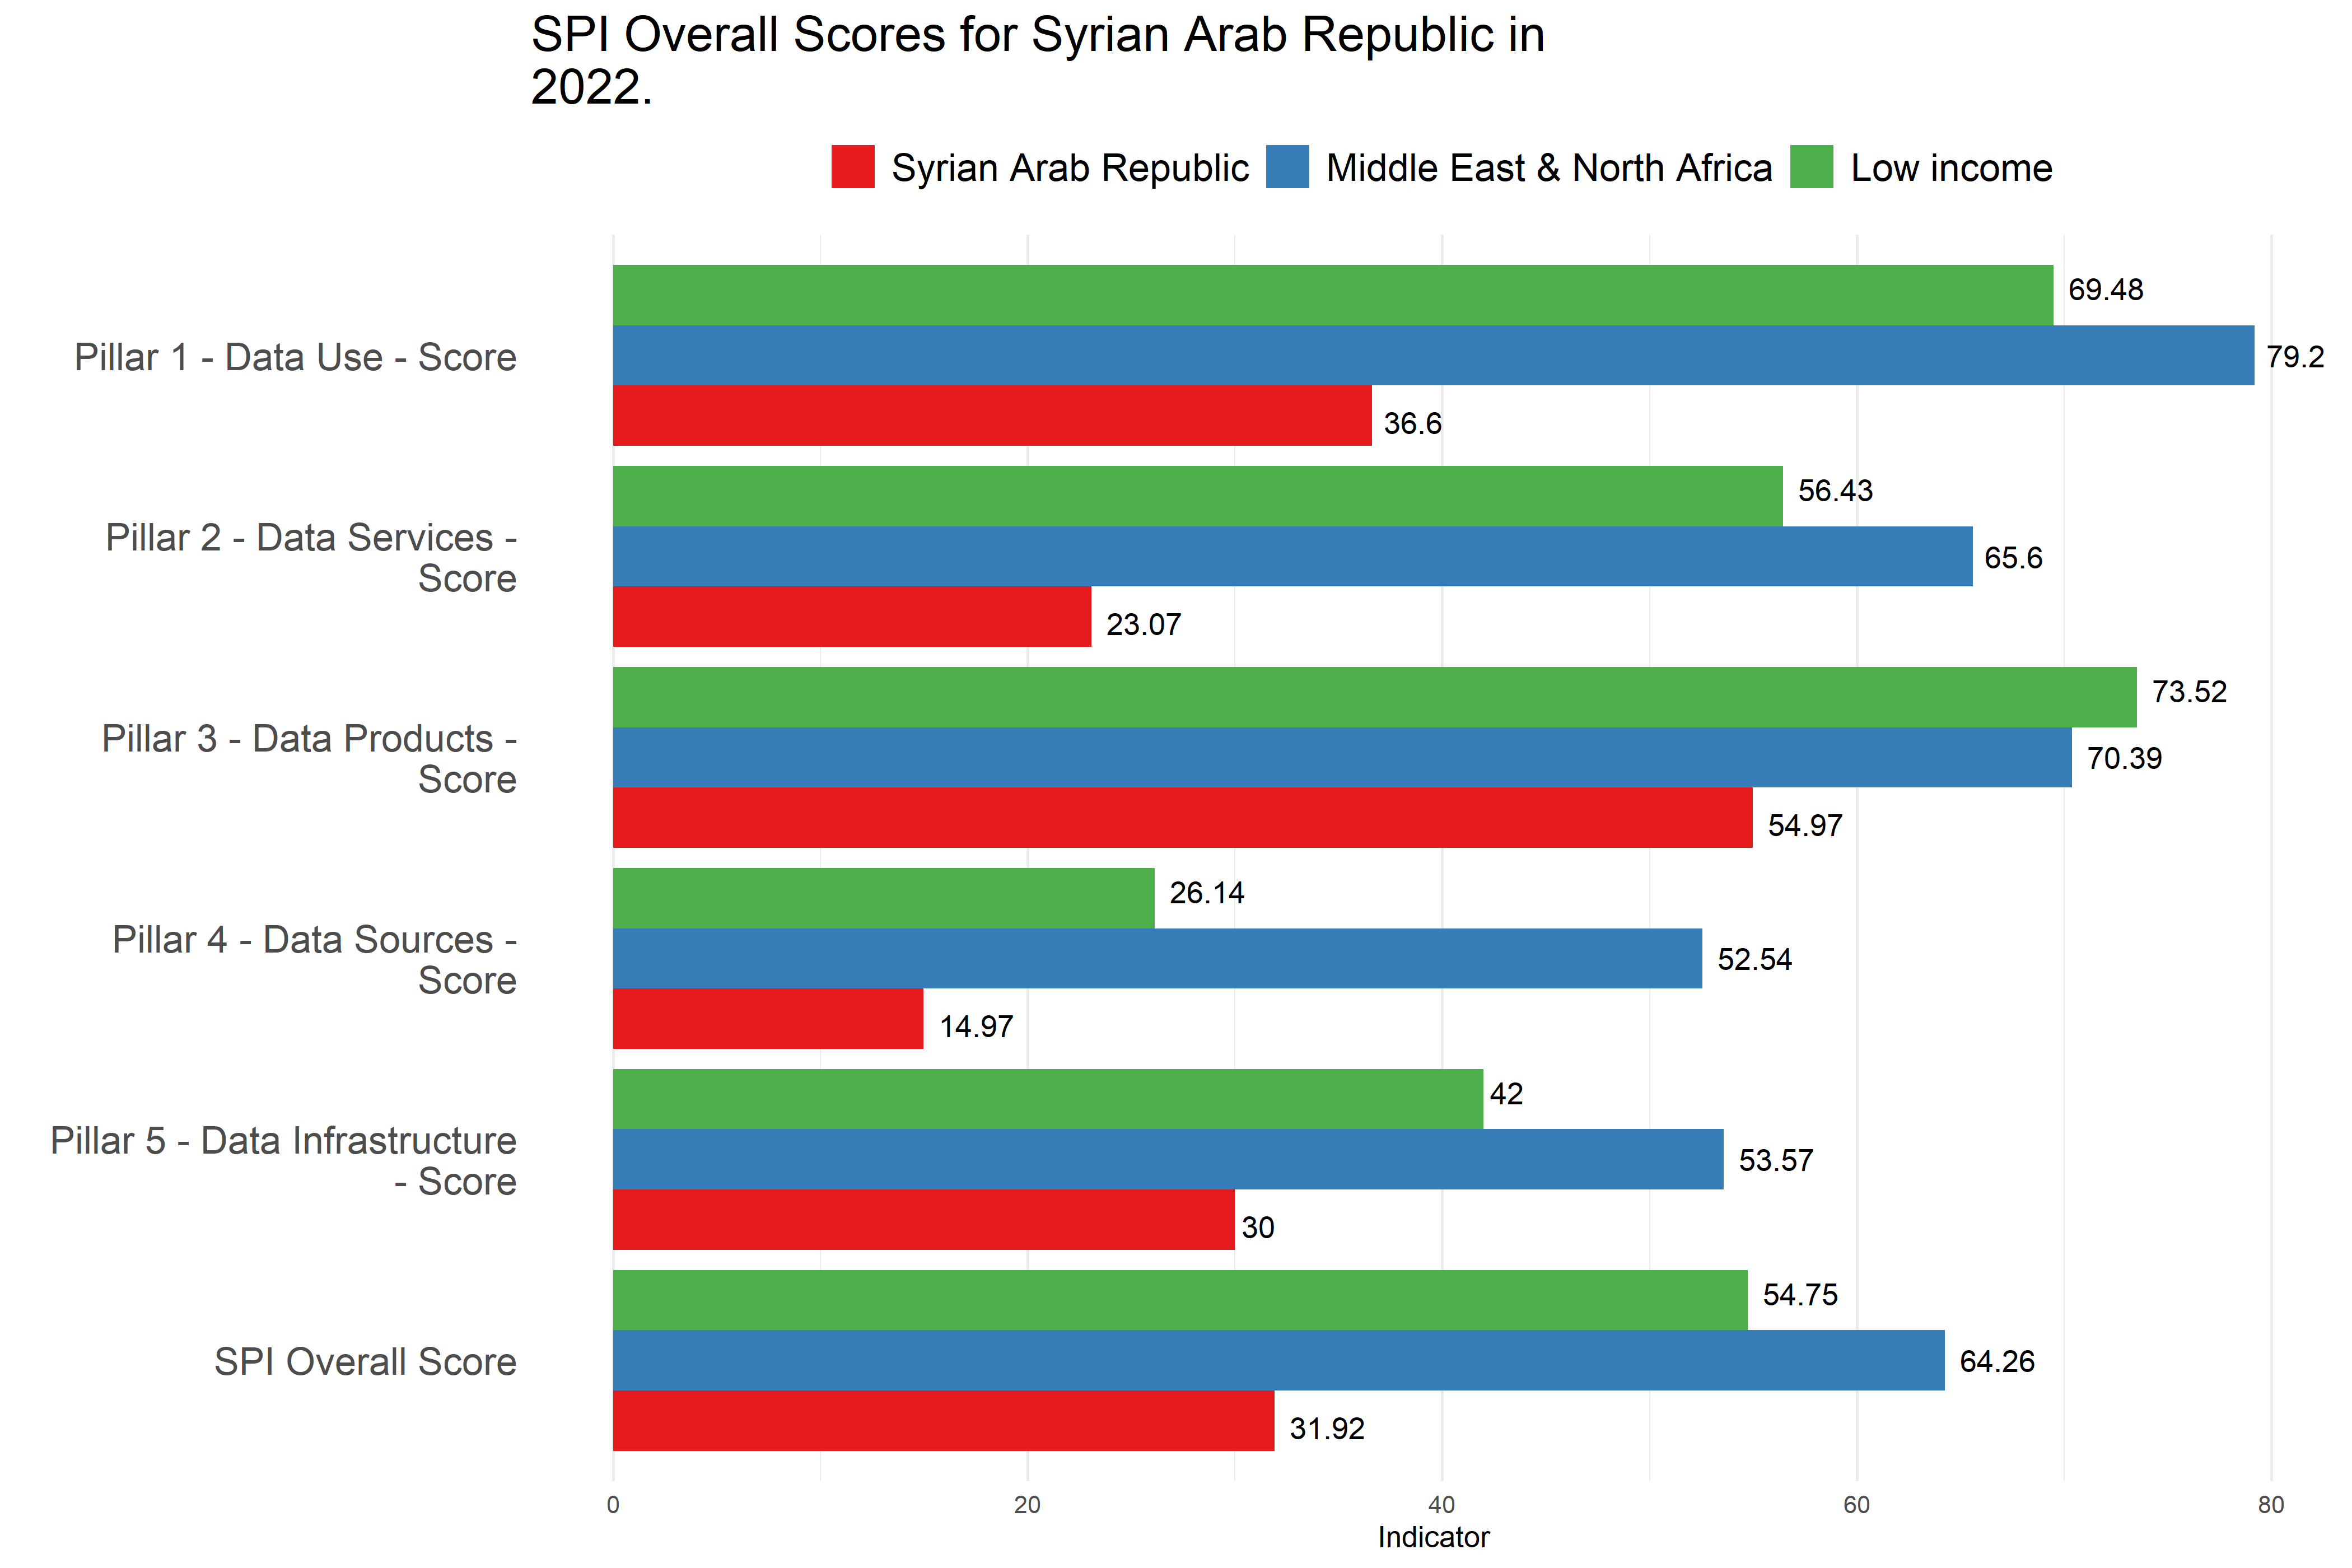 SPI Overall Scores for Syrian Arab Republic in
2022.
Syrian Arab Republic
Middle East & North Africa
Low income
Pillar 1 - Data Use - Score
69.48
79.2
36.6
Pillar 2 - Data Services -
Score
56.43
65.6
23.07
Pillar 3 - Data Products -
Score
73.52
70.39
54.97
Pillar 4 - Data Sources -
Score
26.14
52.54
14.97
Pillar 5 - Data Infrastructure
- Score
42
53.57
30
SPI Overall Score
54.75
64.26
31.92
0
20
40
60
80
Indicator